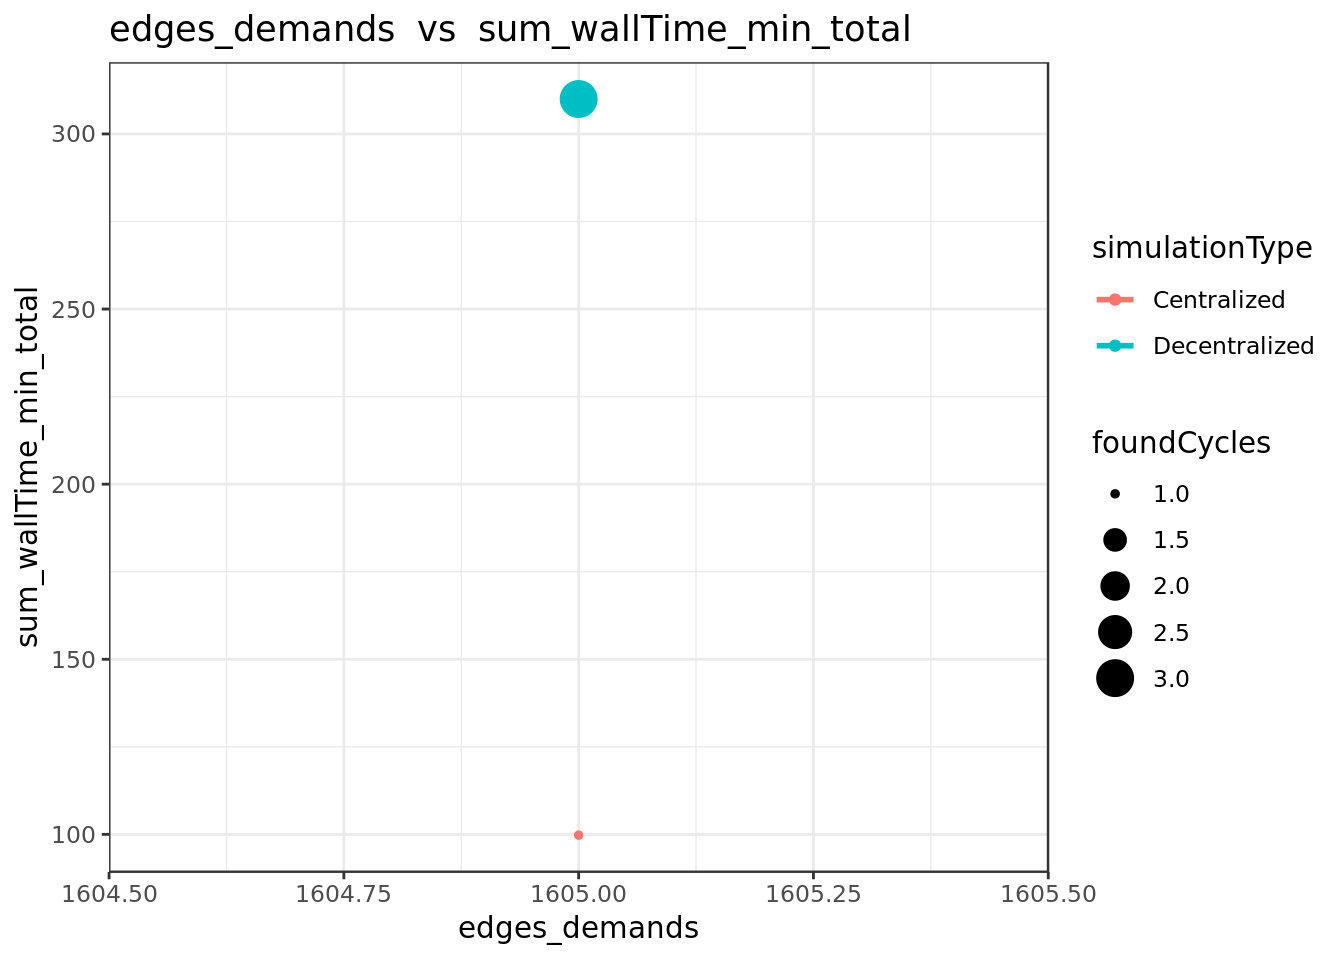 edges_demands  vs  sum_wallTime_min_total
sum_wallTime_min_total
300
250
200
150
100
1604.50
1604.75
1605.00
1605.25
1605.50
edges_demands
simulationType
Centralized
Decentralized
foundCycles
1.0
1.5
2.0
2.5
3.0